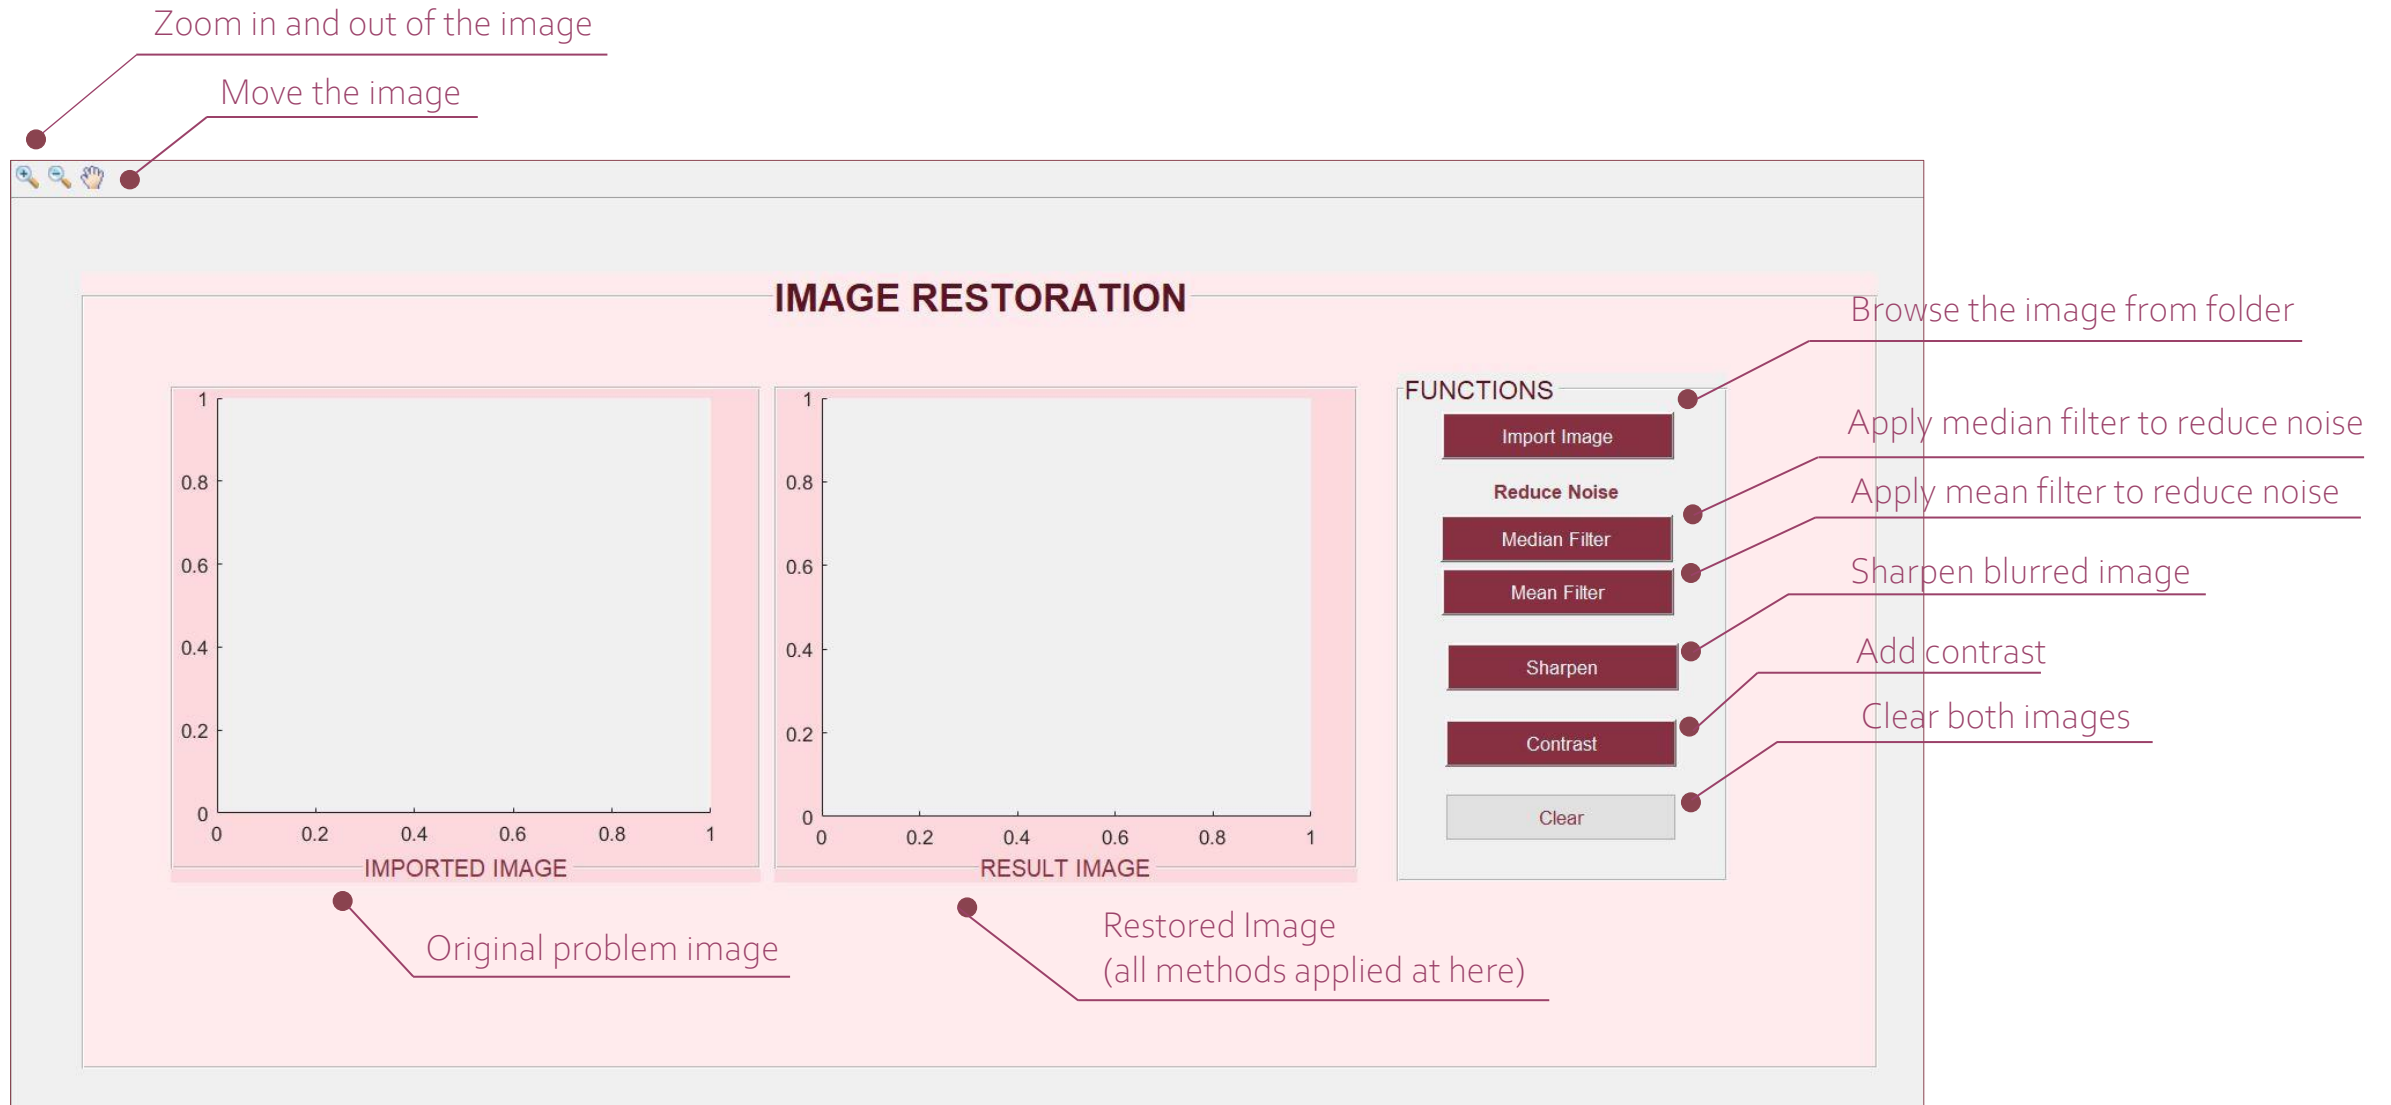 Zoom in and out of the image
Move the image
IMAGE RESTORATION
Browse the image from folder
FUNCTIONS
Import Image
Apply median filter to reduce noise
Reduce Noise
Apply mean filter to reduce noise
Median Filter
Mean Filter
Sharpen blurred image
Sharpen
Add contrast
Contrast
Clear both images
Clear
1
0.8
0.6
0.4
0.2
0
0 0.2 0.4 0.6 0.8 1
IMPORTED IMAGE
1
0.8
0.6
0.4
0.2
0
0 0.2 0.4 0.6 0.8 1
RESULT IMAGE
Original problem image
Restored Image
(all methods applied at here)